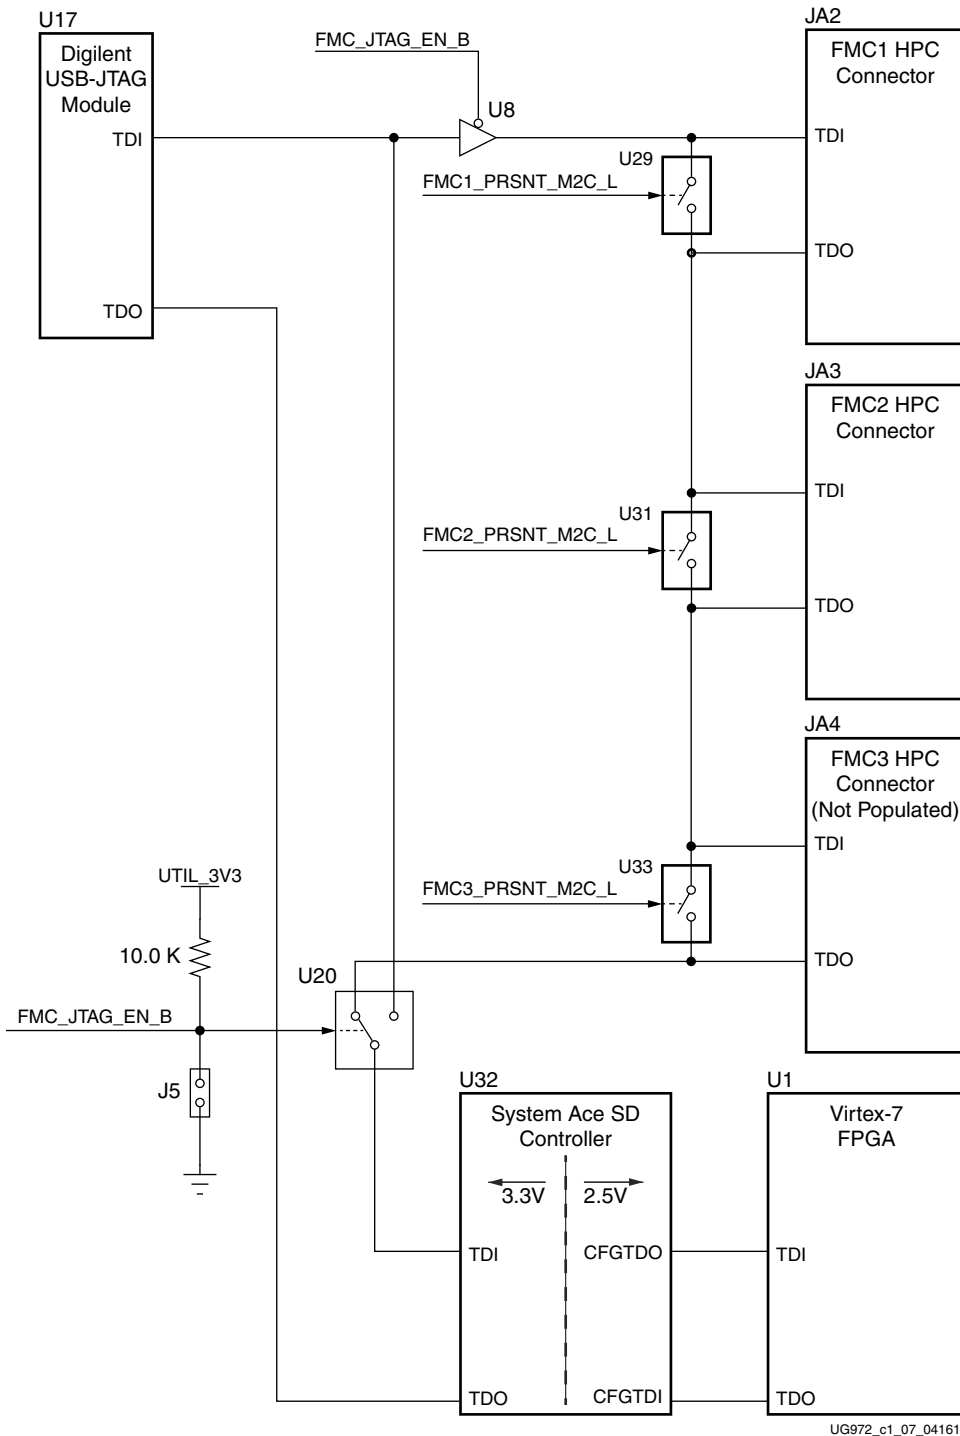 U17
Digilent
USB-JTAG
Module
TDI
TDO
FMC_JTAG_EN_B
U8
JA2
FMC1 HPC
Connector
TDI
TDO
U29
FMC1_PRSNT_M2C_L
JA3
FMC2 HPC
Connector
TDI
TDO
U31
FMC2_PRSNT_M2C_L
JA4
FMC3 HPC
Connector
(Not Populated)
TDI
TDO
U33
FMC3_PRSNT_M2C_L
UTIL_3V3
10.0 K
FMC_JTAG_EN_B
J5
U20
U32
System Ace SD
Controller
3.3V
2.5V
TDI
CFGTDO
TDO
CFGTDI
U1
Virtex-7
FPGA
TDI
TDO
UG972_c1_07_04161